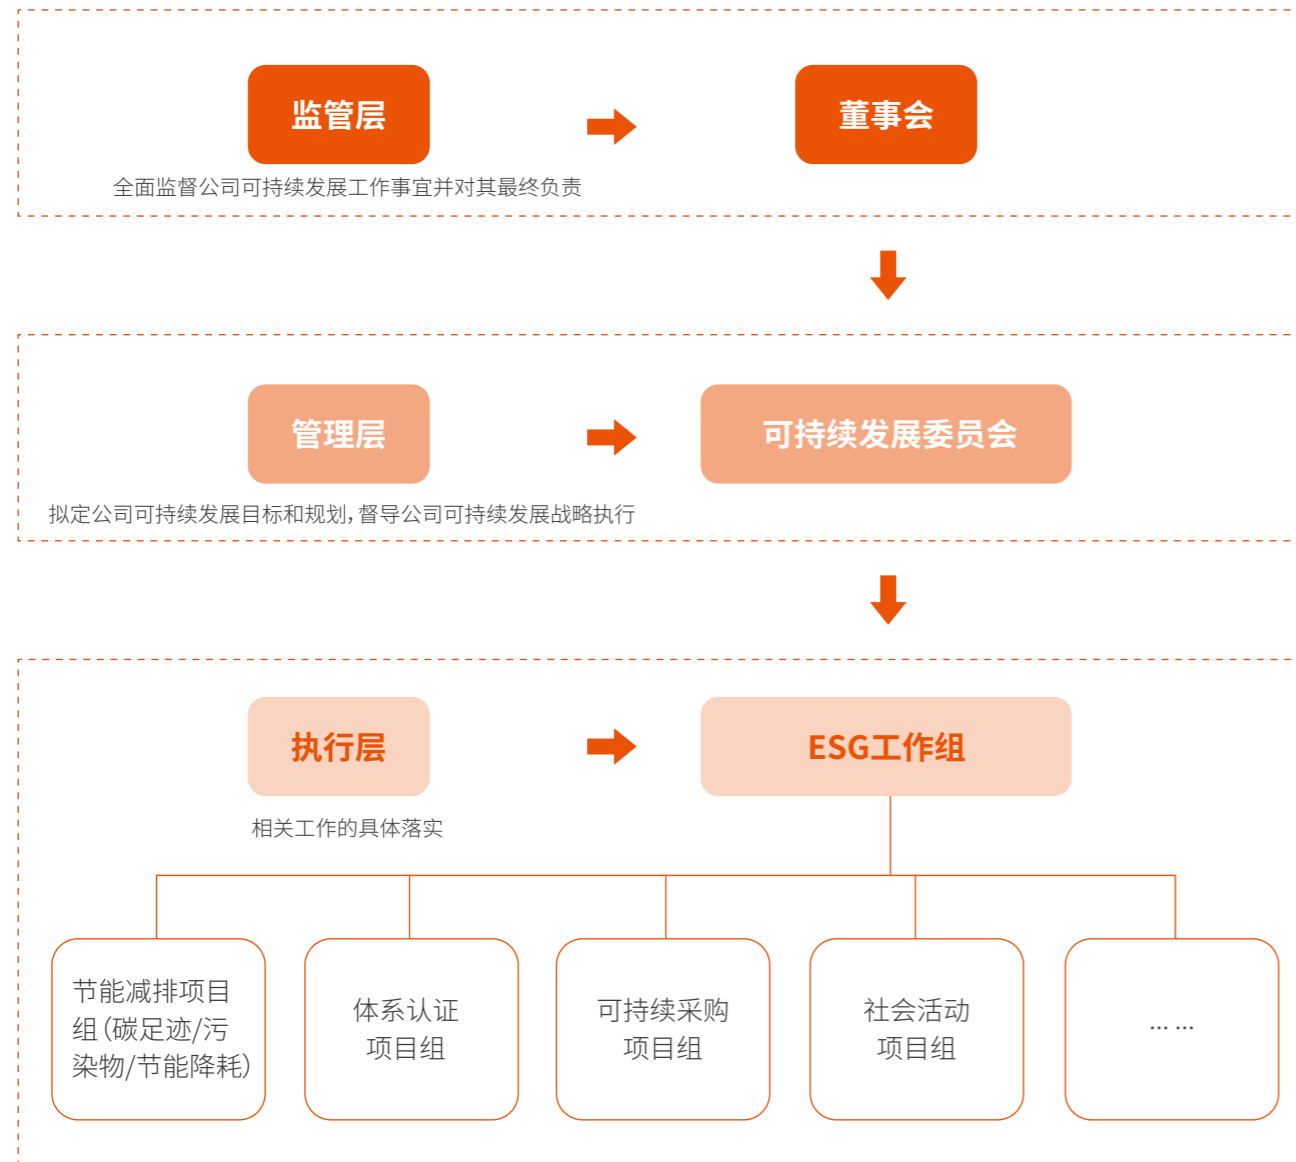 监管层
董事会
全面监督公司可持续发展工作事宜并对其最终负责
管理层
可持续发展委员会
拟定公司可持续发展目标和规划，督导公司可持续发展战略执行
执行层
ESG工作组
相关工作的具体落实
节能减排项目
组（碳足迹/污
染物/节能降耗）
体系认证
项目组
可持续采购
项目组
社会活动
项目组
... ...